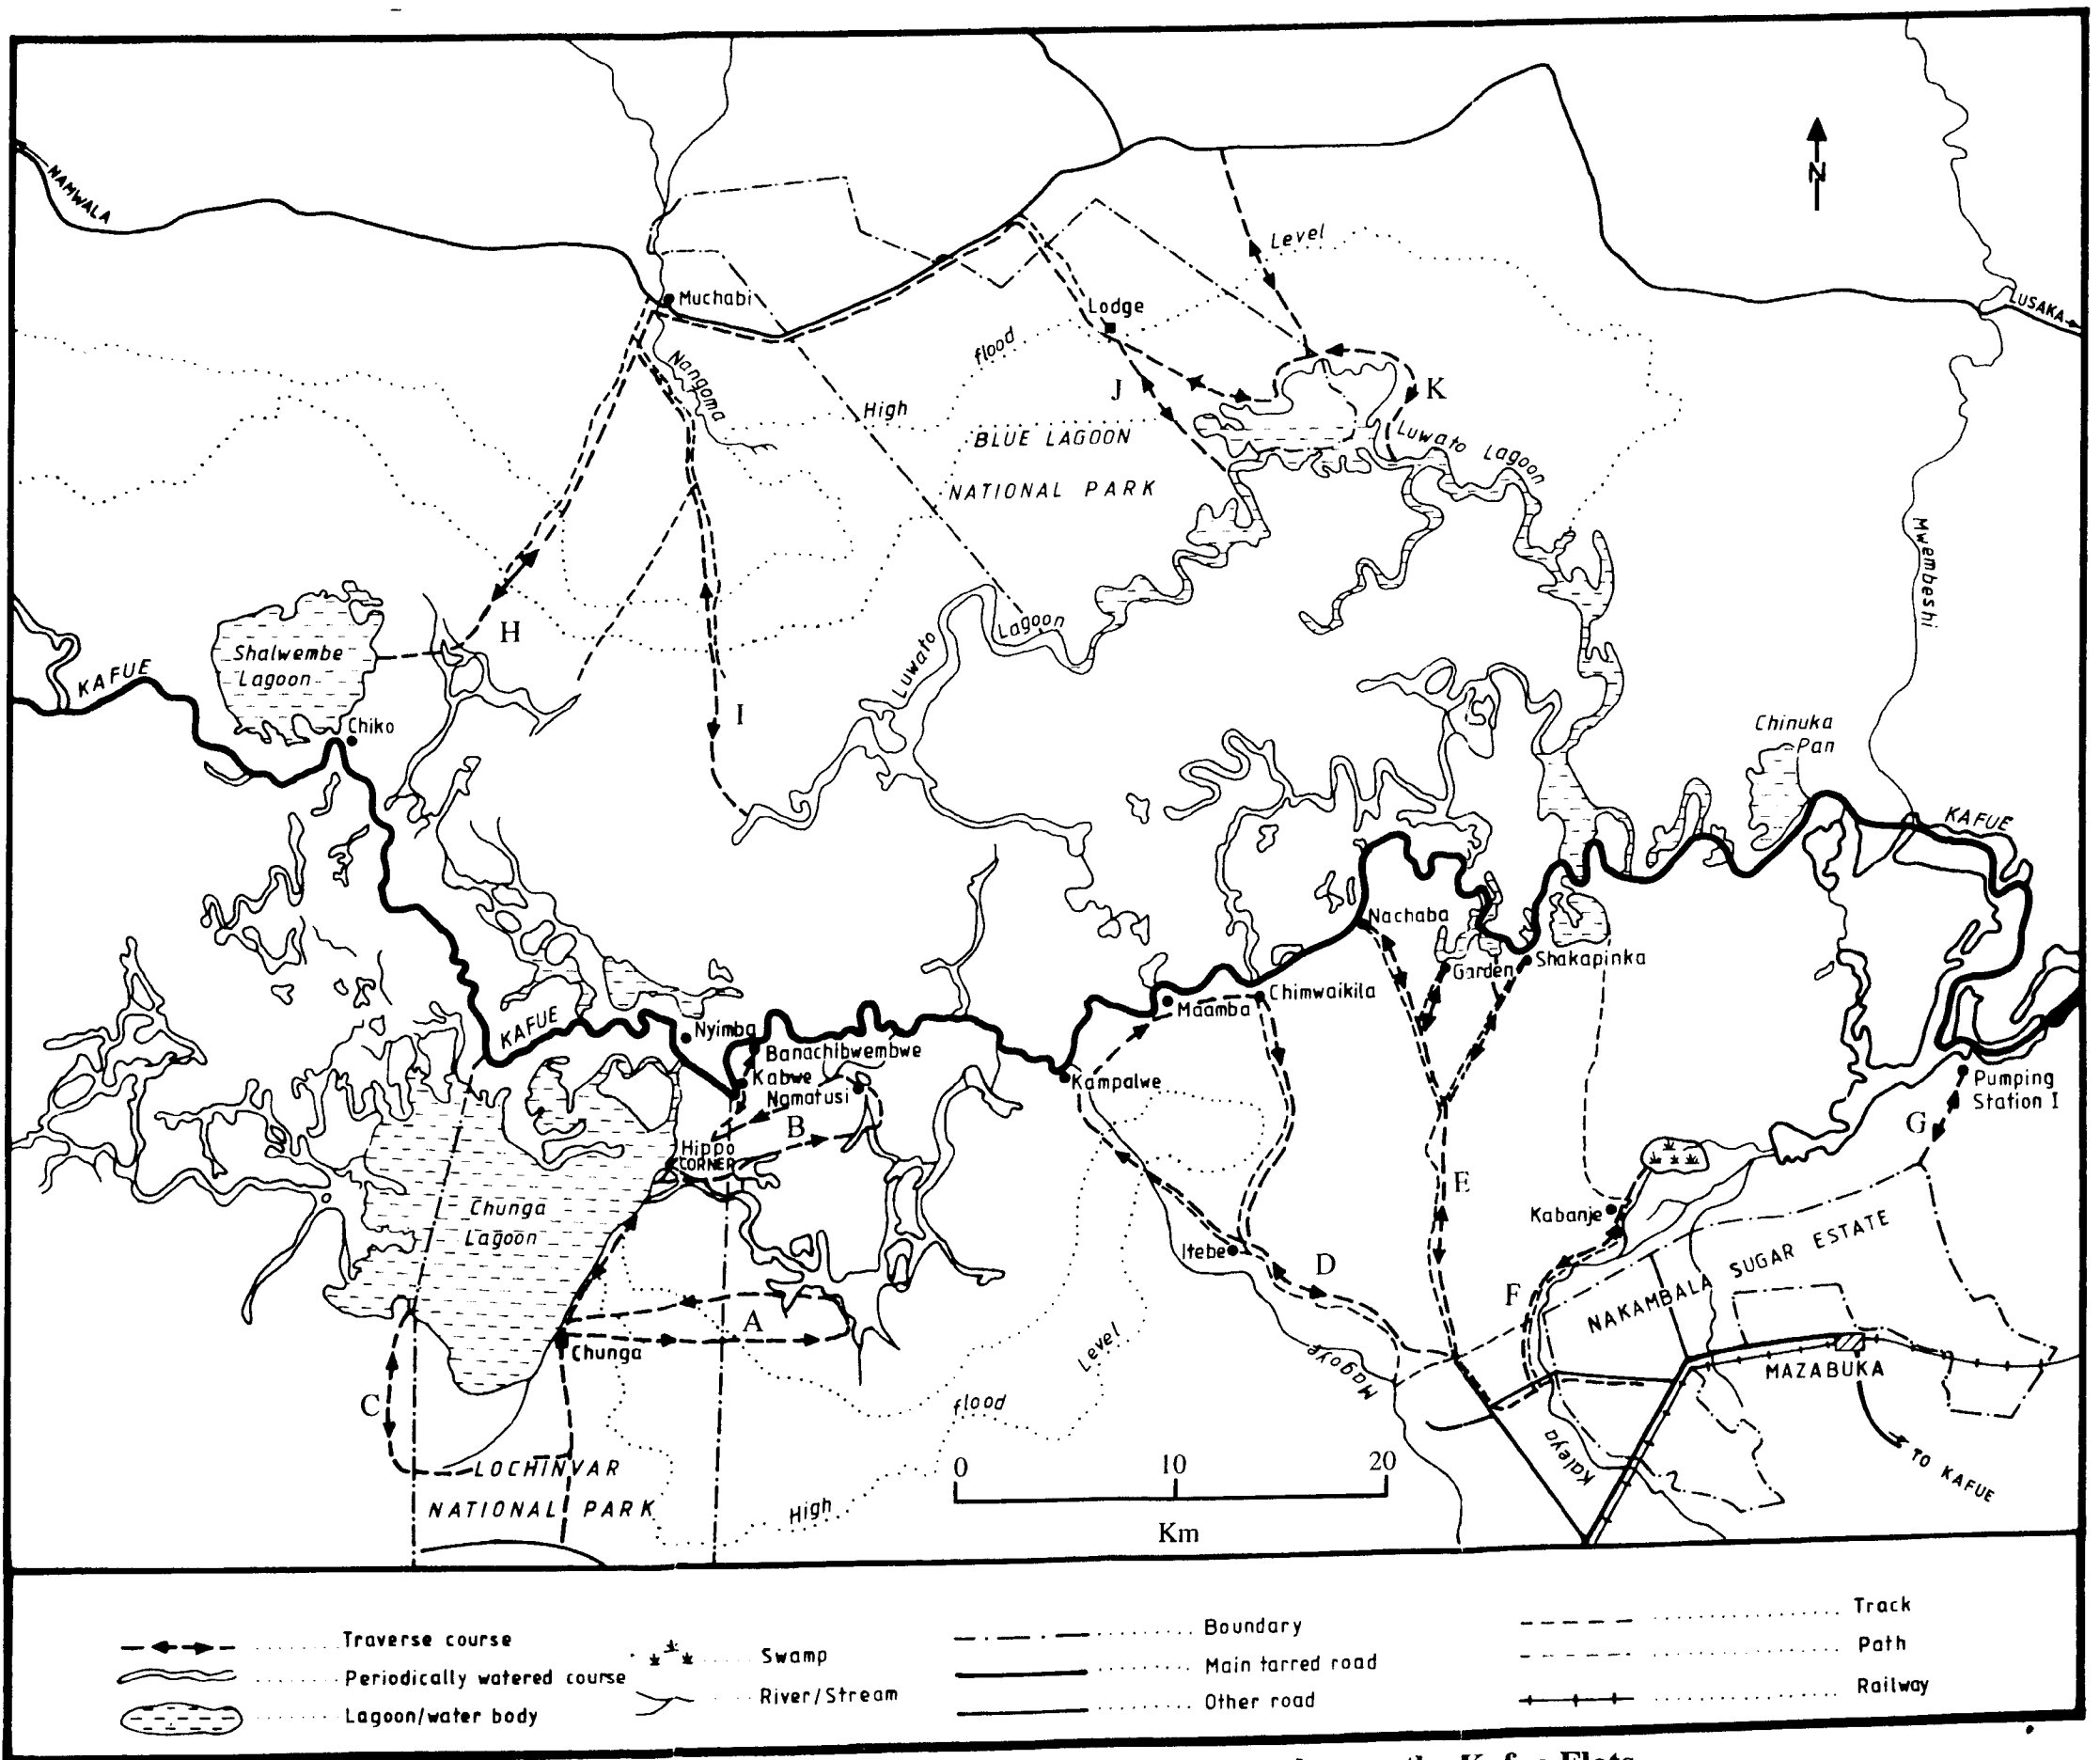 N
NAMWALA
LUSAKA
Level
Muchabi
Lodge
flood
Nangoma
High
J
K
BLUE LAGOON
NATIONAL PARK
Luwato Lagoon
Mwembeshi
H
Shalwembe
Lagoon
KAFUE
Luwato
Lagoon
I
Chiko
Chinuka
Pan
KAFUE
Nachaba
Garden
Shakapinka
Chimwaikila
Maamba
KAFUE
Nyimba
Banachibwembwe
Kabwe
Namatusi
Kampalwe
Pumping
Station I
G
B
Hippo
CORNER
E
Chunga
Lagoon
Kabanje
Itebe
D
F
NAKAMBALA SUGAR ESTATE
A
Chunga
Level
Magoye
MAZABUKA
C
flood
Kaleya
TO KAFUE
LOCHINVAR
NATIONAL PARK
High
0 10 20
Km
Traverse course
Periodically watered course
Lagoon/water body
Swamp
River/Stream
Boundary
Main tarred road
Other road
Track
Path
Railway
the Kafue Flats